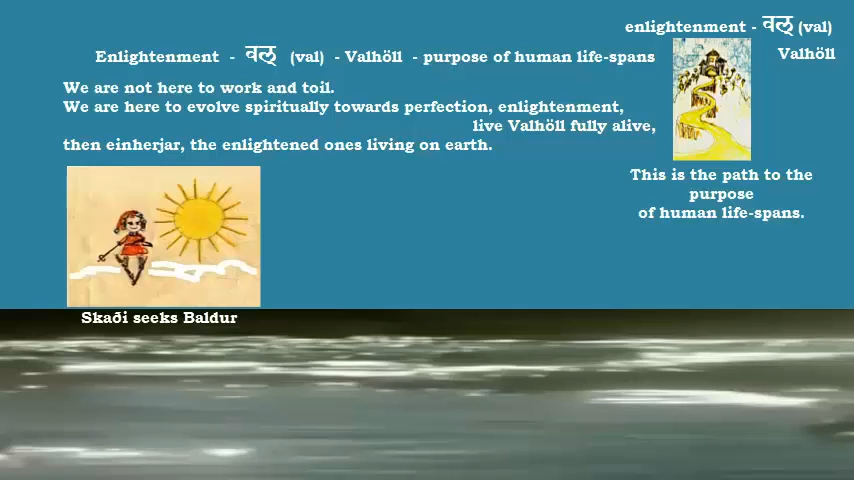 enlightenment - वल् (val)
Valhöll
Enlightenment - वल् (val) - Valhöll - purpose of human life-spans
We are not here to work and toil.
We are here to evolve spiritually towards perfection, enlightenment,
live Valhöll fully alive,
then einherjar, the enlightened ones living on earth.
This is the path to the
purpose
of human life-spans.
Skaði seeks Baldur